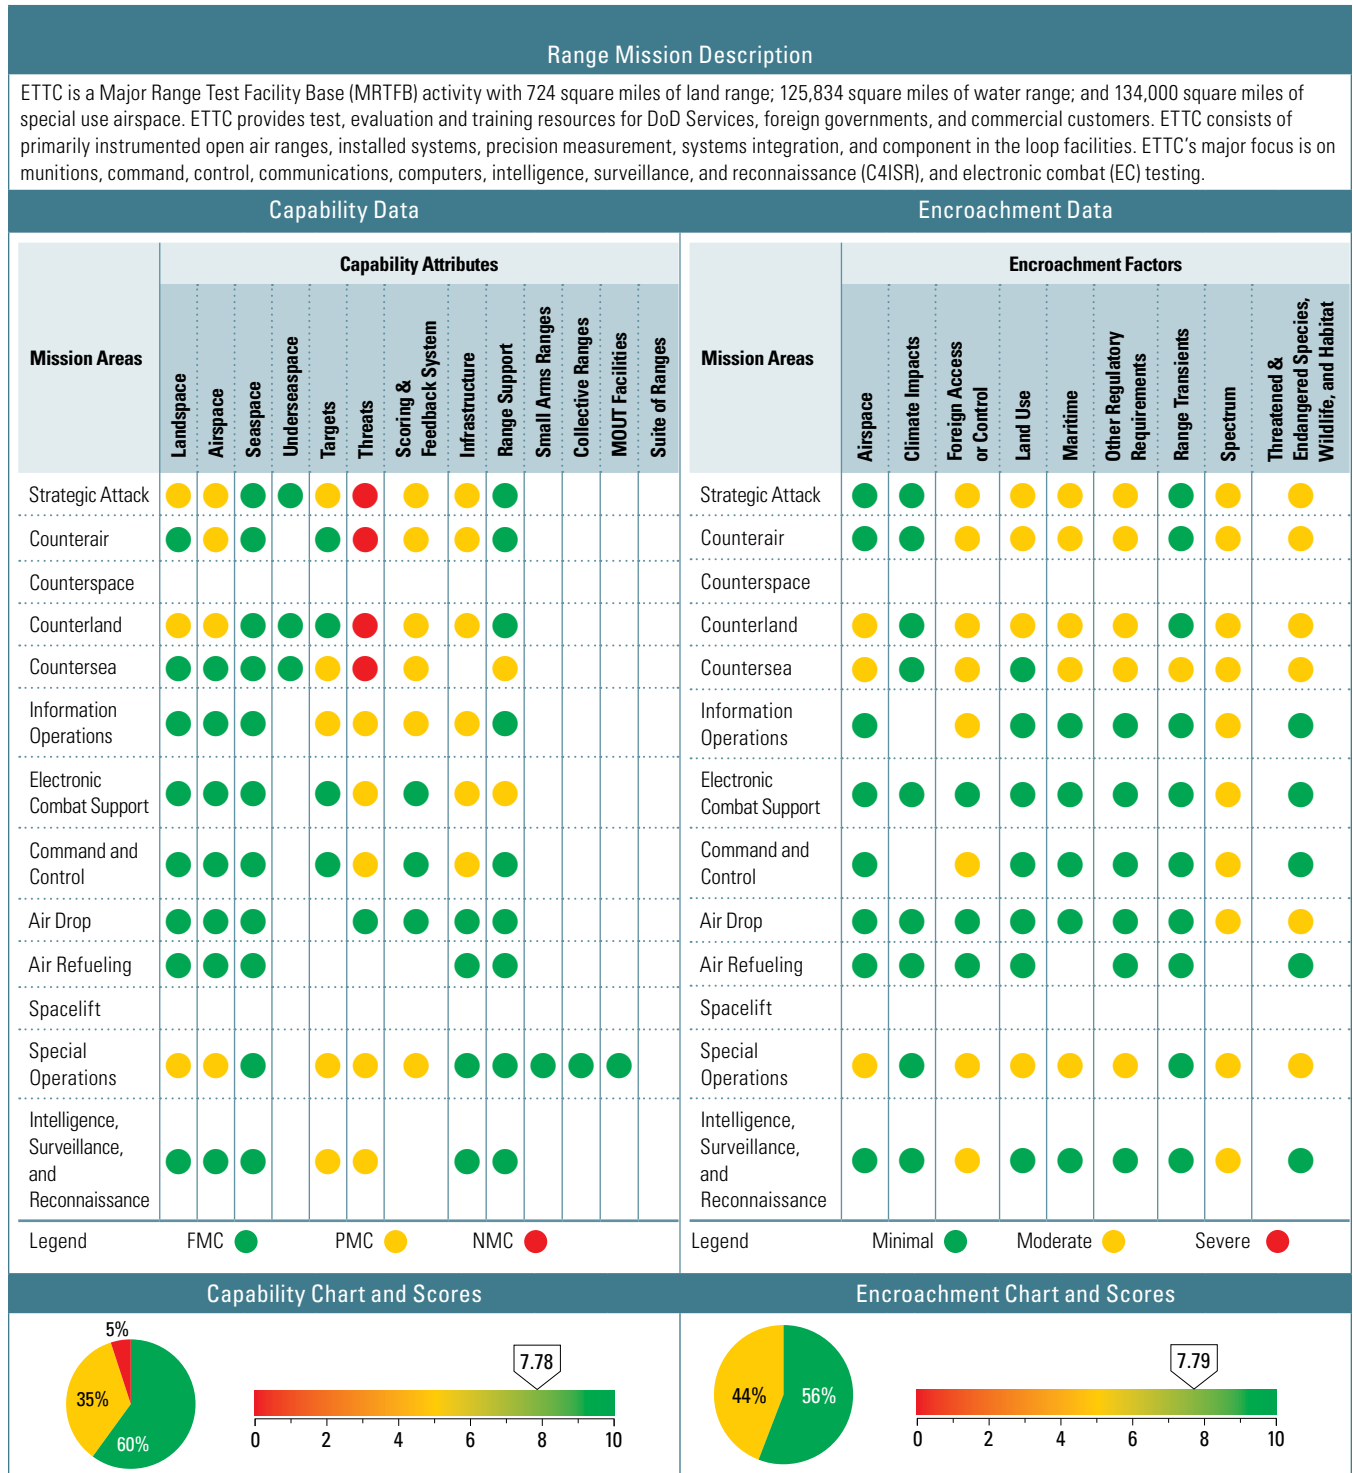 Range Mission Description
ETTC is a Major Range Test Facility Base (MRTFB) activity with 724 square miles of land range; 125,834 square miles of water range; and 134,000 square miles of
special use airspace. ETTC provides test, evaluation and training resources for DoD Services, foreign governments, and commercial customers. ETTC consists of
primarily instrumented open air ranges, installed systems, precision measurement, systems integration, and component in the loop facilities. ETTC's major focus is on
munitions, command, control, communications, computers, intelligence, surveillance, and reconnaissance (C4ISR), and electronic combat (EC) testing.
Capability Data
Mission Areas
Capability Attributes
Landspace
Airspace
Seaspace
Underseaspace
Targets
Threats
Scoring &
Feedback System
Infrastructure
Range Support
Small Arms Ranges
Collective Ranges
MOUT Facilities
Suite of Ranges
Strategic Attack
Counterair
Counterspace
Counterland
Countersea
Information
Operations
Electronic
Combat Support
Command and
Control
Air Drop
Air Refueling
Spacelift
Special
Operations
Intelligence,
Surveillance,
and
Reconnaissance
Legend FMC PMC NMC
Encroachment Data
Mission Areas
Encroachment Factors
Airspace
Climate Impacts
Foreign Access
or Control
Land Use
Maritime
Other Regulatory
Requirements
Range Transients
Spectrum
Threatened &
Endangered Species,
Wildlife, and Habitat
Strategic Attack
Counterair
Counterspace
Counterland
Countersea
Information
Operations
Electronic
Combat Support
Command and
Control
Air Drop
Air Refueling
Spacelift
Special
Operations
Intelligence,
Surveillance,
and
Reconnaissance
Legend Minimal Moderate Severe
Capability Chart and Scores
5%
35%
60%
7.78
0 2 4 6 8 10
Encroachment Chart and Scores
44% 56%
7.79
0 2 4 6 8 10